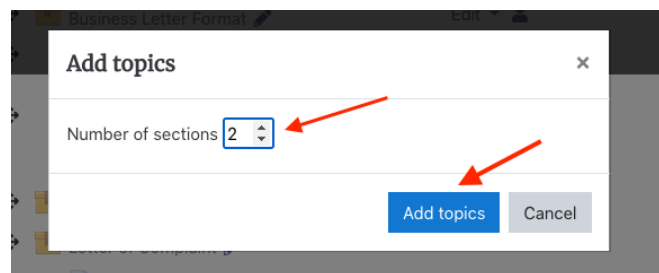 Business Letter Format
Edit
Add topics
×
Number of sections 2
Add topics Cancel
Letter of Complaint